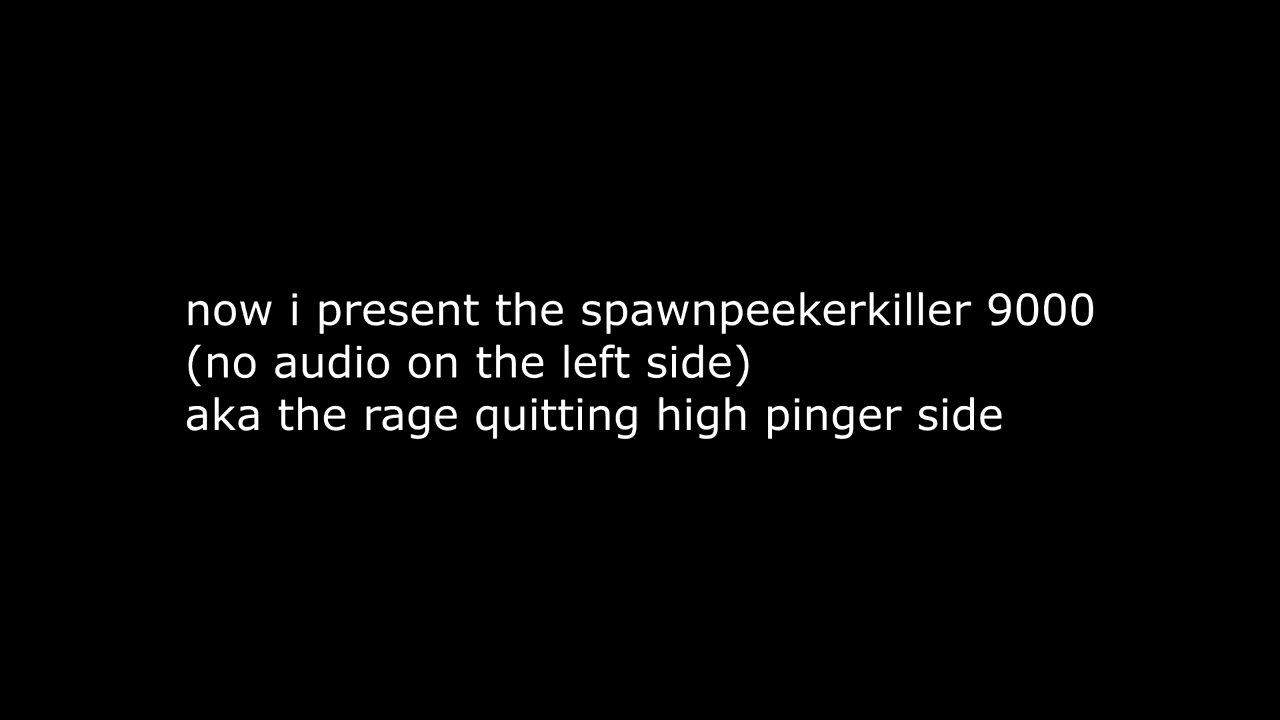 now i present the spawnpeekerkiller 9000
(no audio on the left side)
aka the rage quitting high pinger side